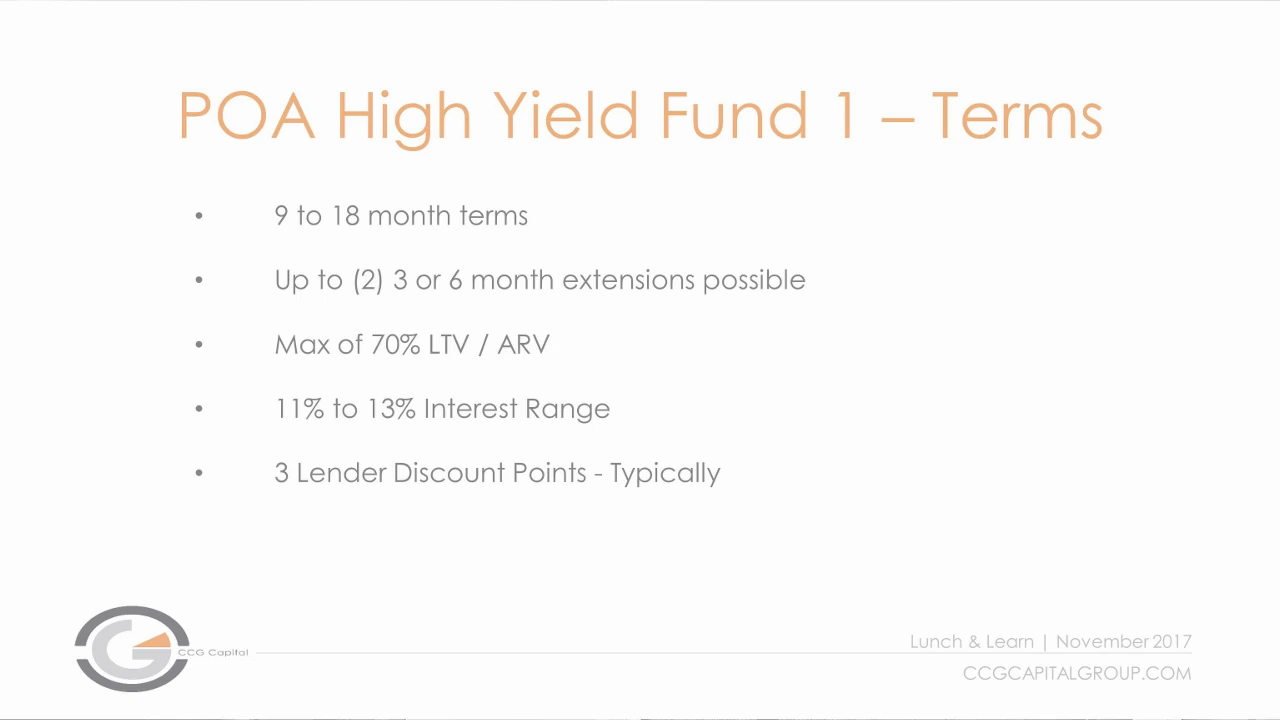 POA High Yield Fund 1 – Terms
• 9 to 18 month terms
• Up to (2) 3 or 6 month extensions possible
• Max of 70% LTV / ARV
• 11% to 13% Interest Range
• 3 Lender Discount Points - Typically
CCG Capital
Lunch & Learn | November 2017
CCGCAPITALGROUP.COM